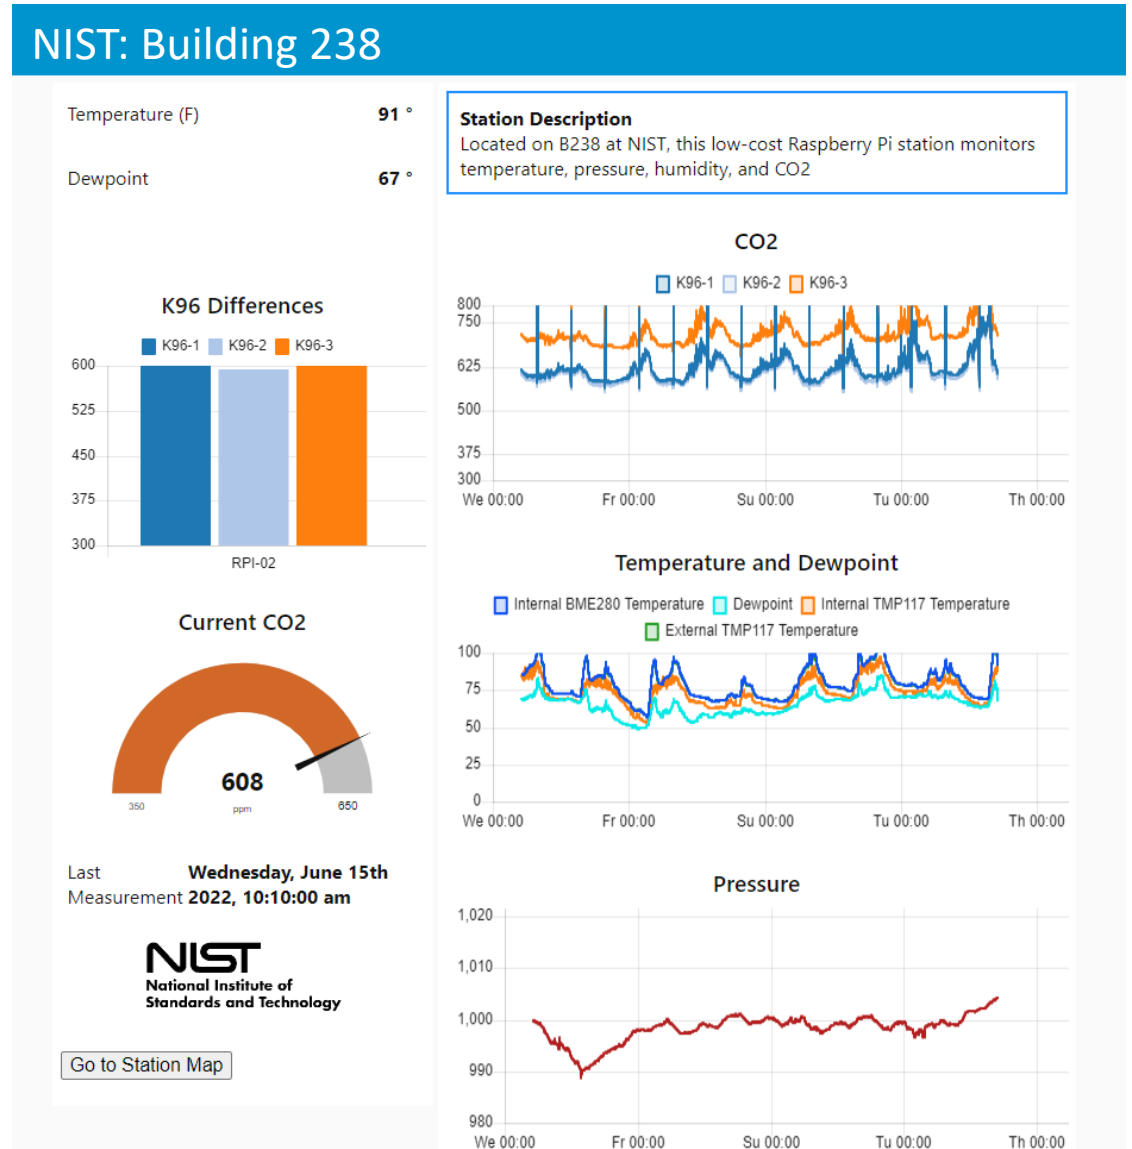 NIST: Building 238
Temperature (F) 91 °
Dewpoint 67 °
K96 Differences
K96-1 K96-2 K96-3
600
525
450
375
300
RPI-02
Current CO2
608
350 ppm 650
Last Wednesday, June 15th
Measurement 2022, 10:10:00 am
NIST
National Institute of
Standards and Technology
Go to Station Map
Station Description
Located on B238 at NIST, this low-cost Raspberry Pi station monitors
temperature, pressure, humidity, and CO2
CO2
K96-1 K96-2 K96-3
800
750
625
500
375
300
We 00:00 Fr 00:00 Su 00:00 Tu 00:00 Th 00:00
Temperature and Dewpoint
Internal BME280 Temperature Dewpoint Internal TMP117 Temperature
External TMP117 Temperature
100
75
50
25
0
We 00:00 Fr 00:00 Su 00:00 Tu 00:00 Th 00:00
Pressure
1,020
1,010
1,000
990
980
We 00:00 Fr 00:00 Su 00:00 Tu 00:00 Th 00:00